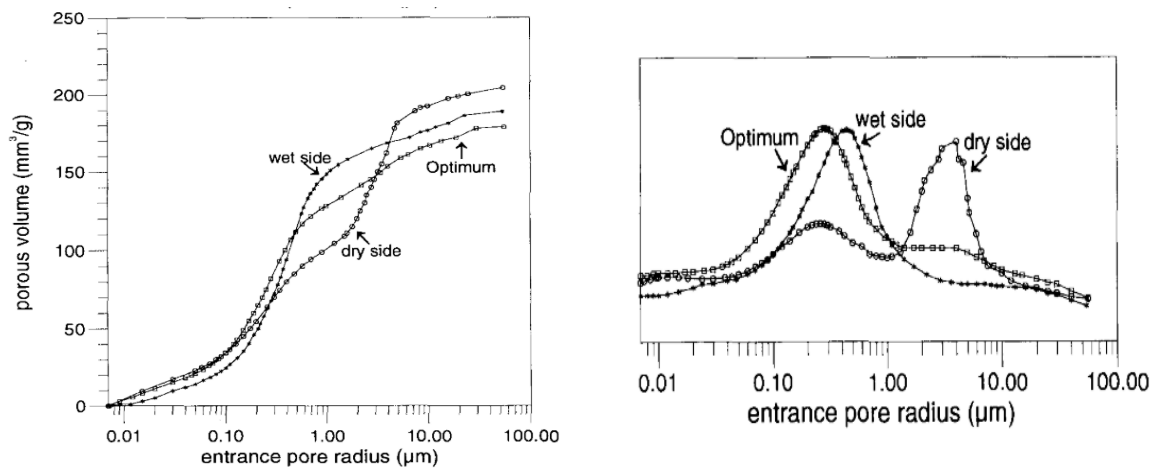 250
200
150
100
50
0
porous volume (mm³/g)
wet side
Optimum
dry side
0.01 0.10 1.00 10.00 100.00
entrance pore radius (μm)
Optimum
wet side
dry side
0.01 0.10 1.00 10.00 100.00
entrance pore radius (μm)